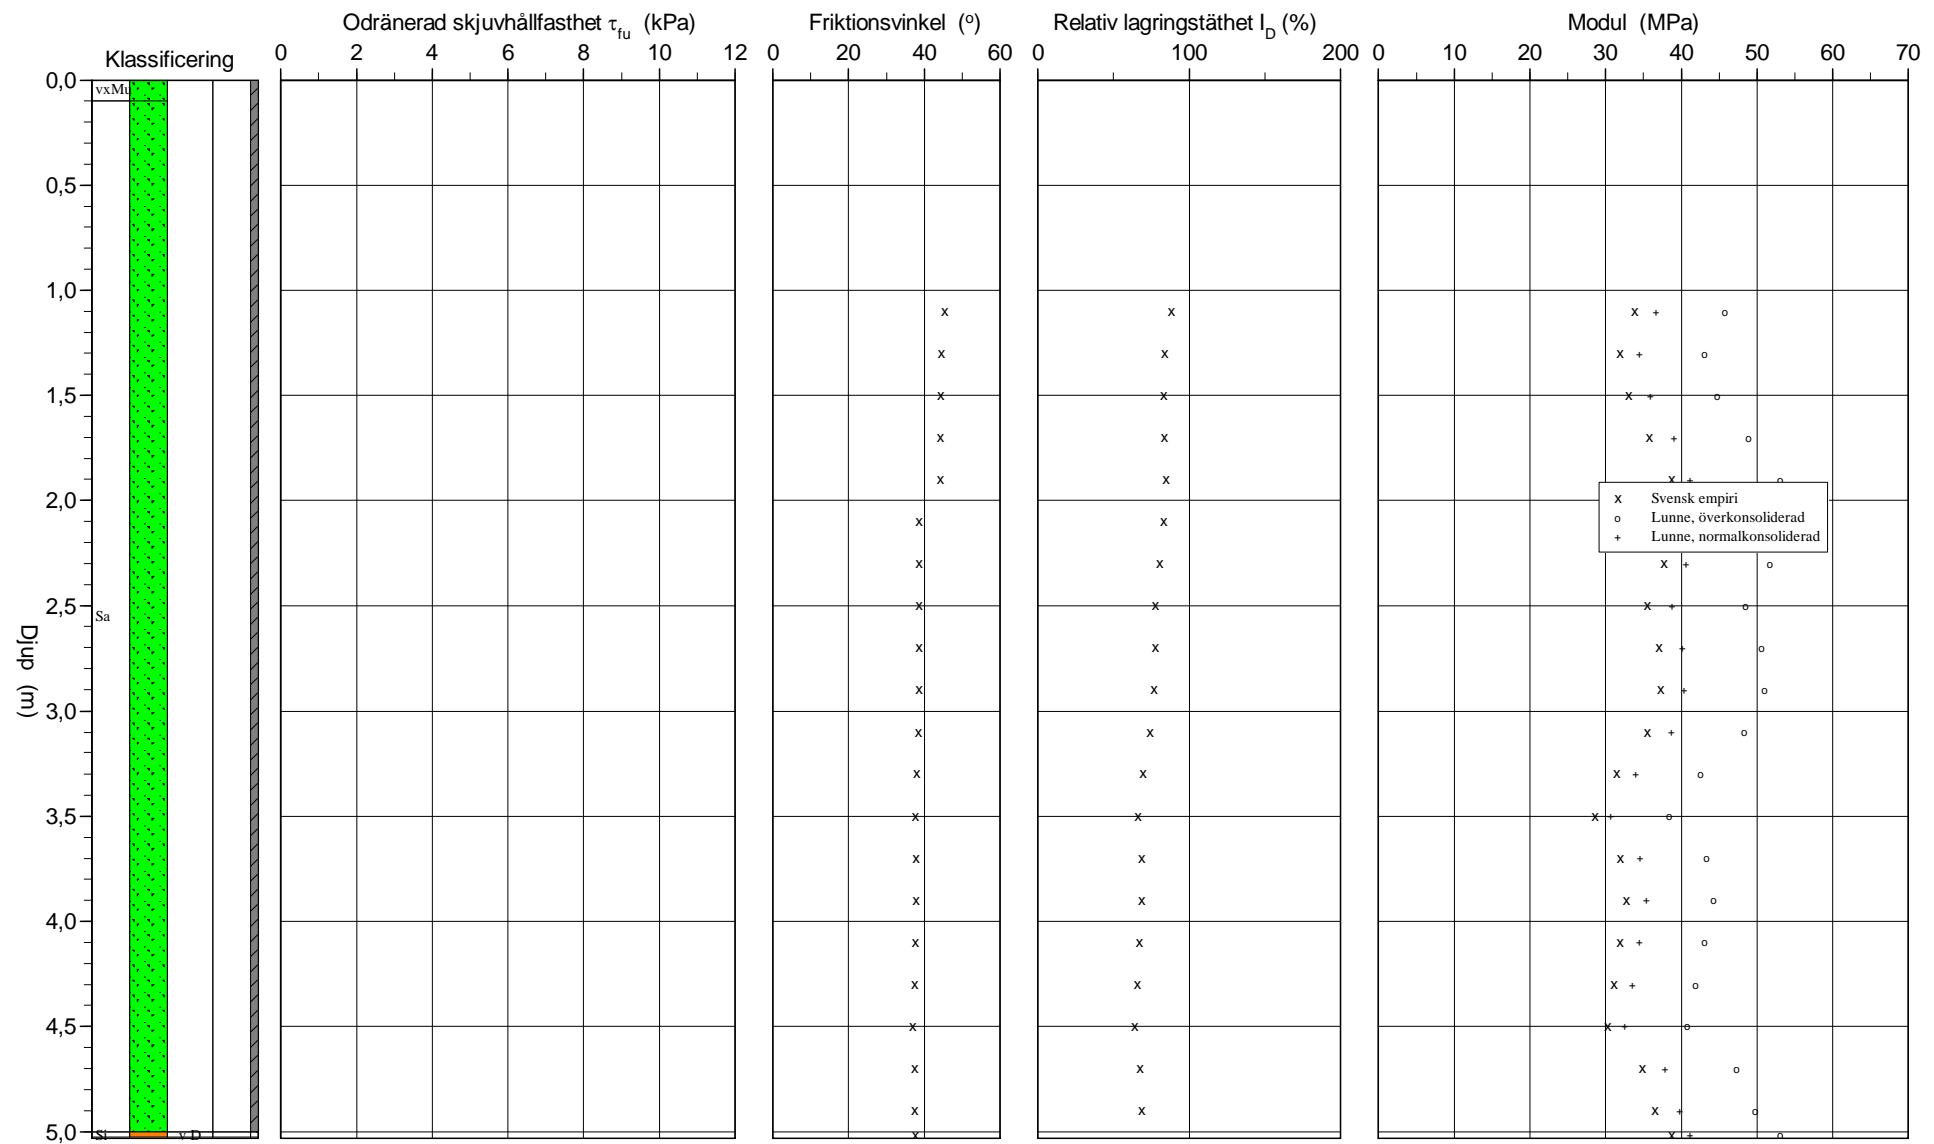 Odränerad skjuvhållfasthet τfu (kPa)
Friktionsvinkel (o)
Relativ lagringstäthet ID (%)
Modul (MPa)
Klassificering
0 2 4 6 8 10 12
0 20 40 60
0 100 200
0 10 20 30 40 50 60 70
0,0
vxMu
0,5
1,0
1,5
2,0
x Svensk empiri
o Lunne, överkonsoliderad
+ Lunne, normalkonsoliderad
2,5
Sa
Djup (m)
3,0
3,5
4,0
4,5
5,0
Si v D